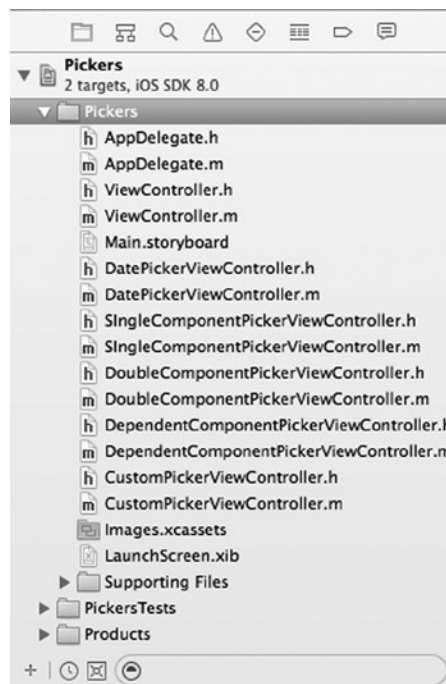 Pickers
2 targets, iOS SDK 8.0
Pickers
h AppDelegate.h
m AppDelegate.m
h ViewController.h
m ViewController.m
Main.storyboard
h DatePickerViewController.h
m DatePickerViewController.m
h SIngleComponentPickerViewController.h
m SIngleComponentPickerViewController.m
h DoubleComponentPickerViewController.h
m DoubleComponentPickerViewController.m
h DependentComponentPickerViewController.h
m DependentComponentPickerViewController.m
h CustomPickerViewController.h
m CustomPickerViewController.m
Images.xcassets
LaunchScreen.xib
Supporting Files
PickersTests
Products